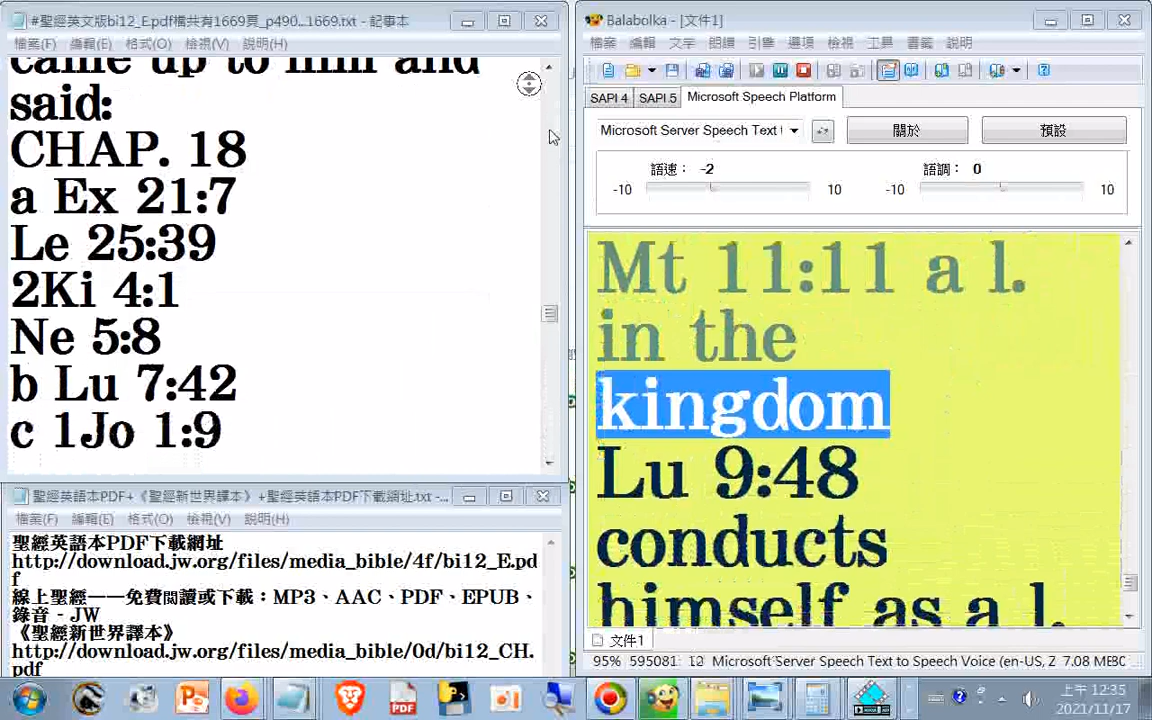 #聖經英文版bi12_E.pdf檔共有1669頁_p490...1669.txt - 記事本
檔案(F) 編輯(E) 格式(O) 檢視(V) 說明(H)
came up to him and
said:
CHAP. 18
a Ex 21:7
Le 25:39
2Ki 4:1
Ne 5:8
b Lu 7:42
c 1Jo 1:9
聖經英語本PDF+《聖經新世界譯本》+聖經英語本PDF下載網址.txt -...
檔案(F) 編輯(E) 格式(O) 檢視(V) 說明(H)
聖經英語本PDF下載網址
http://download.jw.org/files/media_bible/4f/bi12_E.pd
f
線上聖經——免費閱讀或下載：MP3、AAC、PDF、EPUB、
錄音 - JW
《聖經新世界譯本》
http://download.jw.org/files/media_bible/0d/bi12_CH.
pdf
Balabolka - [文件1]
檔案 編輯 文字 朗讀 引擎 選項 檢視 工具 書籤 說明
SAPI 4 SAPI 5 Microsoft Speech Platform
Microsoft Server Speech Text 關於 預設
語速： -2 語調： 0
-10 10 -10 10
Mt 11:11 a l.
in the
kingdom
Lu 9:48
conducts
himself as a l.
文件1
95% 595081: 12 Microsoft Server Speech Text to Speech Voice (en-US, Z 7.08 МБ
上午 12:35
2021/11/17